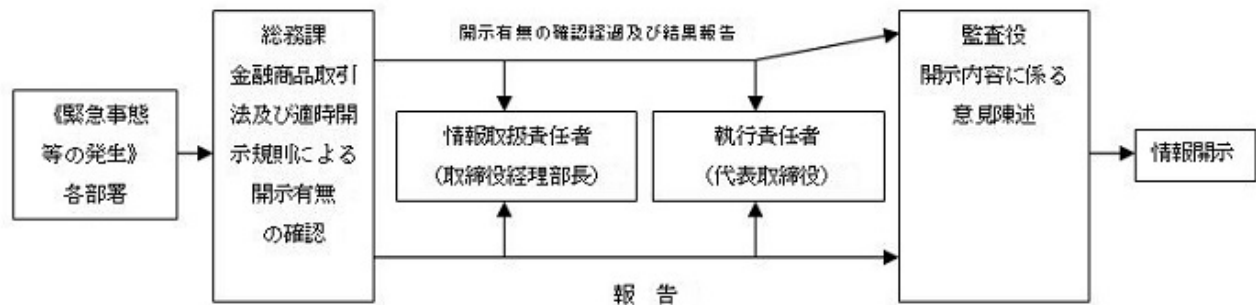 《緊急事態
等の発生》
各部署
総務課
金融商品取引
法及び適時開
示規則による
開示有無
の確認
開示有無の確認経過及び結果報告
情報取扱責任者
(取締役経理部長)
執行責任者
(代表取締役)
報 告
監査役
開示内容に係る
意見陳述
情報開示